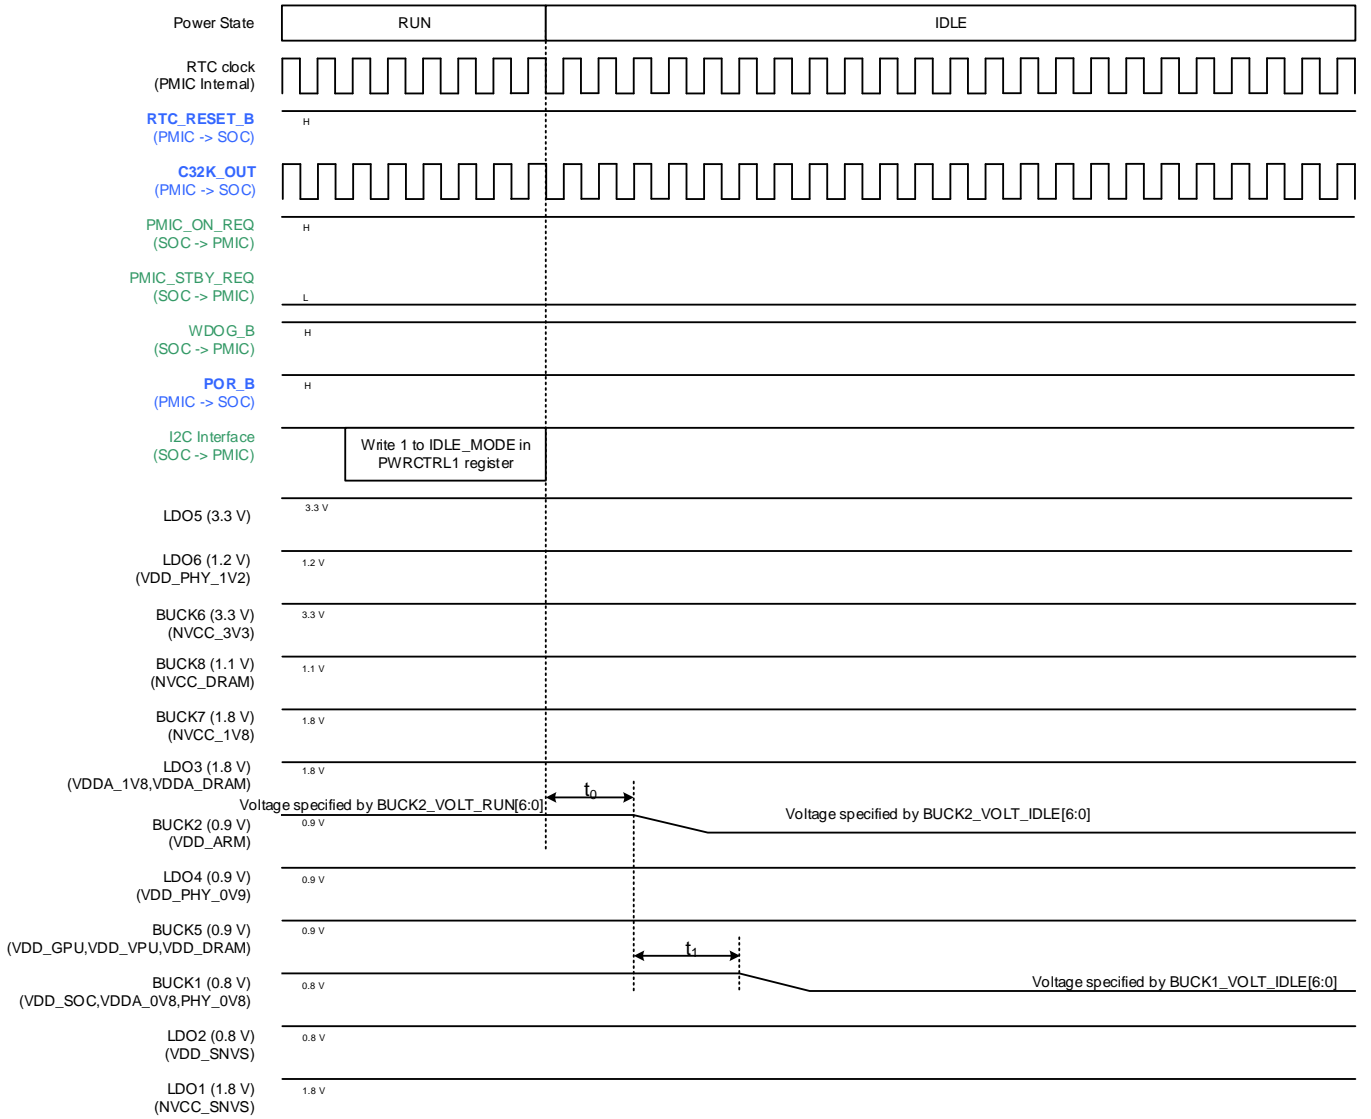 Power State
RUN
IDLE
RTC clock
(PMIC Internal)
RTC_RESET_B
(PMIC -> SOC)
H
C32K_OUT
(PMIC -> SOC)
PMIC_ON_REQ
(SOC -> PMIC)
H
PMIC_STBY_REQ
(SOC -> PMIC)
L
WDOG_B
(SOC -> PMIC)
H
POR_B
(PMIC -> SOC)
H
I2C Interface
(SOC -> PMIC)
Write 1 to IDLE_MODE in
PWRCTRL1 register
LDO5 (3.3 V)
3.3 V
LDO6 (1.2 V)
(VDD_PHY_1V2)
1.2 V
BUCK6 (3.3 V)
(NVCC_3V3)
3.3 V
BUCK8 (1.1 V)
(NVCC_DRAM)
1.1 V
BUCK7 (1.8 V)
(NVCC_1V8)
1.8 V
LDO3 (1.8 V)
(VDDA_1V8,VDDA_DRAM)
1.8 V
t0
Voltage specified by BUCK2_VOLT_RUN[6:0]
Voltage specified by BUCK2_VOLT_IDLE[6:0]
BUCK2 (0.9 V)
(VDD_ARM)
0.9 V
LDO4 (0.9 V)
(VDD_PHY_0V9)
0.9 V
BUCK5 (0.9 V)
(VDD_GPU,VDD_VPU,VDD_DRAM)
0.9 V
t1
BUCK1 (0.8 V)
(VDD_SOC,VDDA_0V8,PHY_0V8)
0.8 V
Voltage specified by BUCK1_VOLT_IDLE[6:0]
LDO2 (0.8 V)
(VDD_SNVS)
0.8 V
LDO1 (1.8 V)
(NVCC_SNVS)
1.8 V